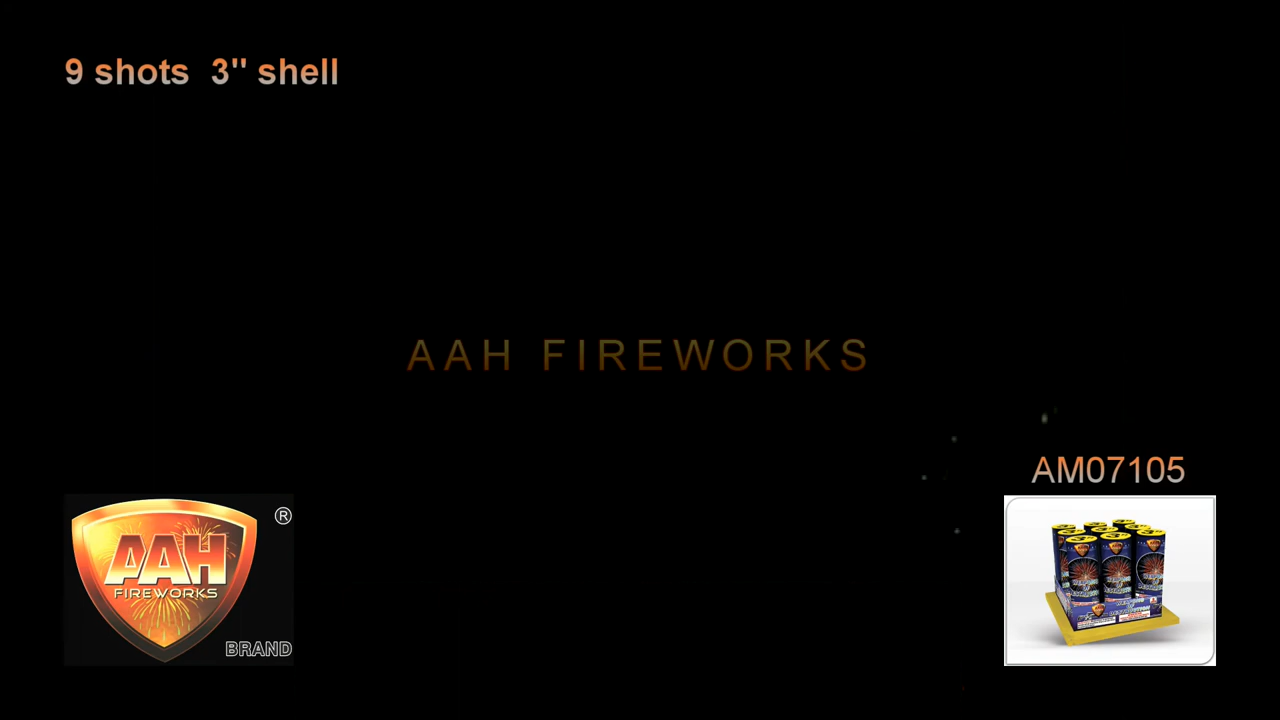 9 shots 3" shell
AAH FIREWORKS
AM07105
AAH
FIREWORKS
®
BRAND